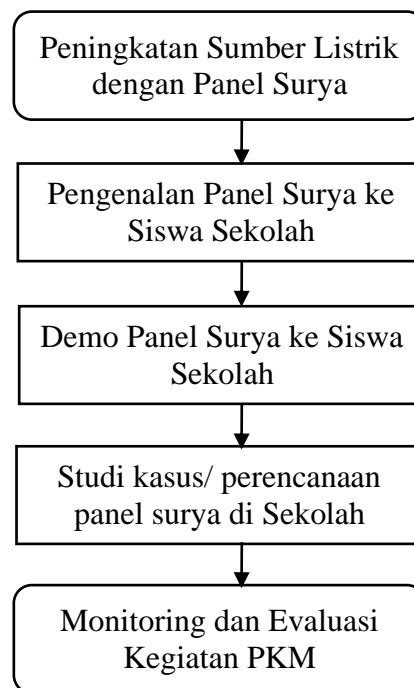 Peningkatan Sumber Listrik
dengan Panel Surya
Pengenalan Panel Surya ke
Siswa Sekolah
Demo Panel Surya ke Siswa
Sekolah
Studi kasus/ perencanaan
panel surya di Sekolah
Monitoring dan Evaluasi
Kegiatan PKM